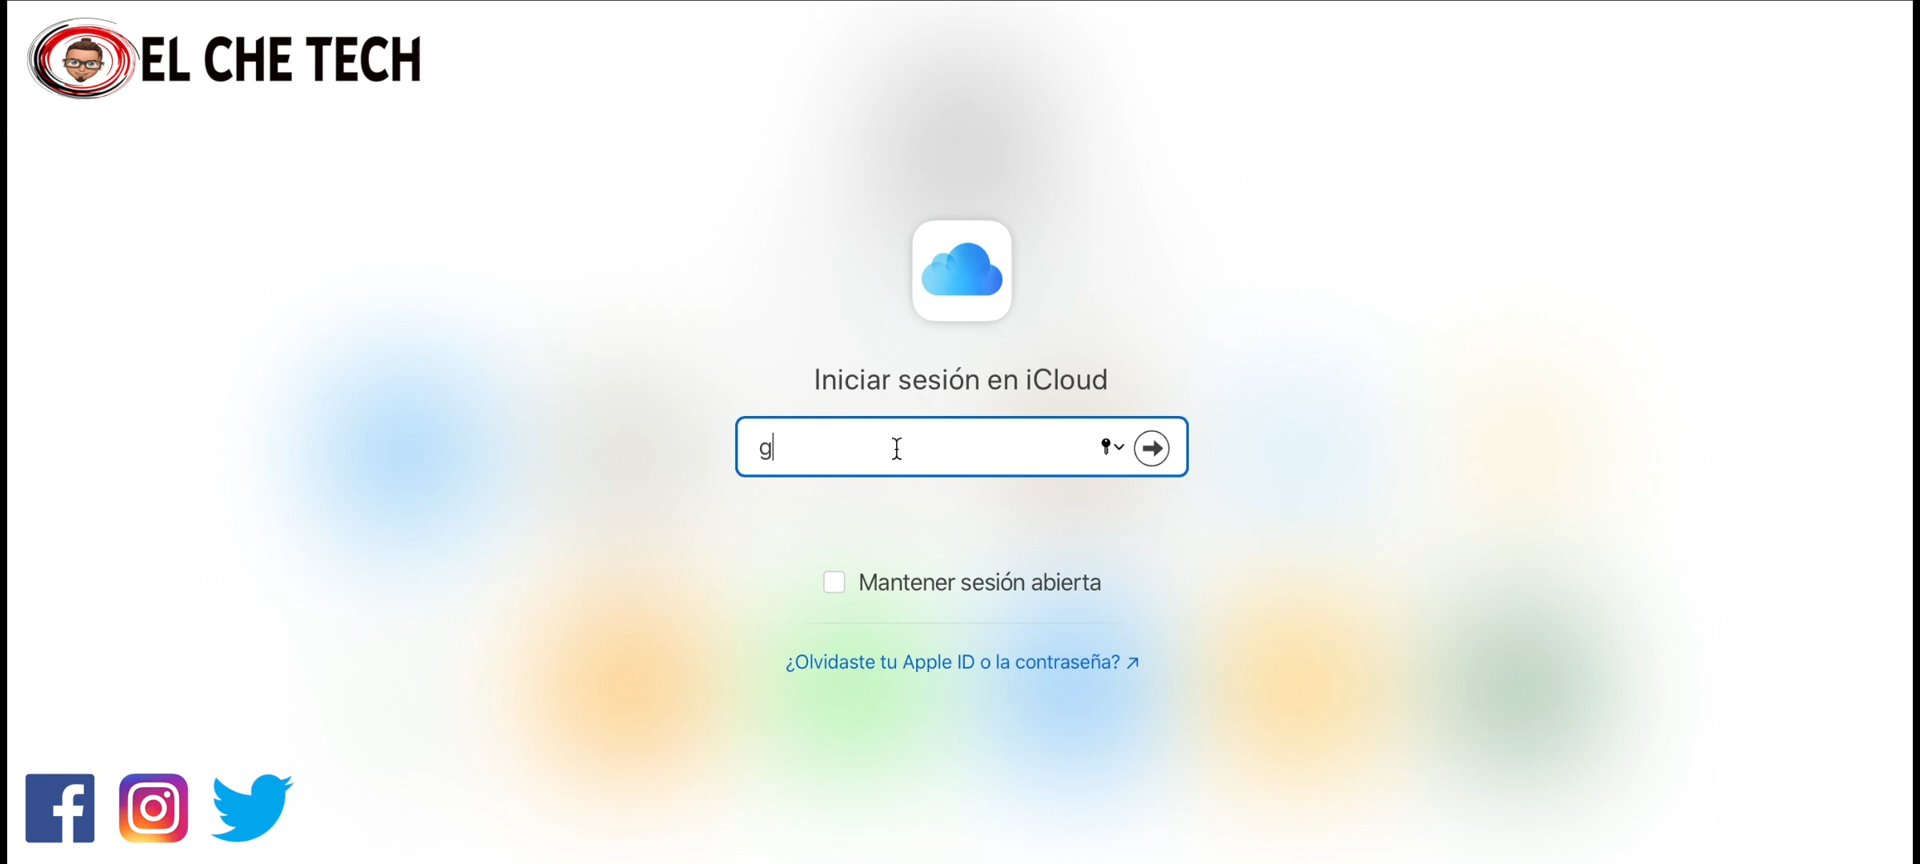 EL CHE TECH
Iniciar sesión en iCloud
g
Mantener sesión abierta
¿Olvidaste tu Apple ID o la contraseña? ↗